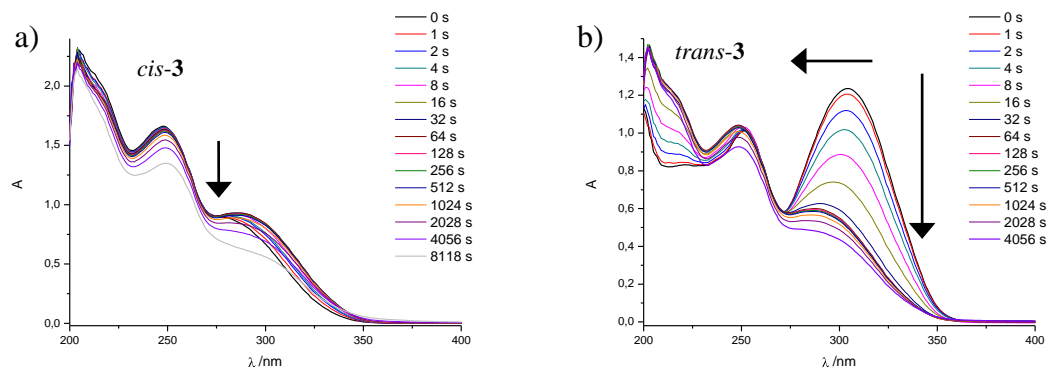 a)
cis-3
2,0
1,5
1,0
0,5
0,0
A
200
250
300
350
400
λ /nm
0 s
1 s
2 s
4 s
8 s
16 s
32 s
64 s
128 s
256 s
512 s
1024 s
2028 s
4056 s
8118 s
b)
trans-3
1,4
1,2
1,0
0,8
0,6
0,4
0,2
0,0
A
200
250
300
350
400
λ /nm
0 s
1 s
2 s
4 s
8 s
16 s
32 s
64 s
128 s
256 s
512 s
1024 s
2028 s
4056 s